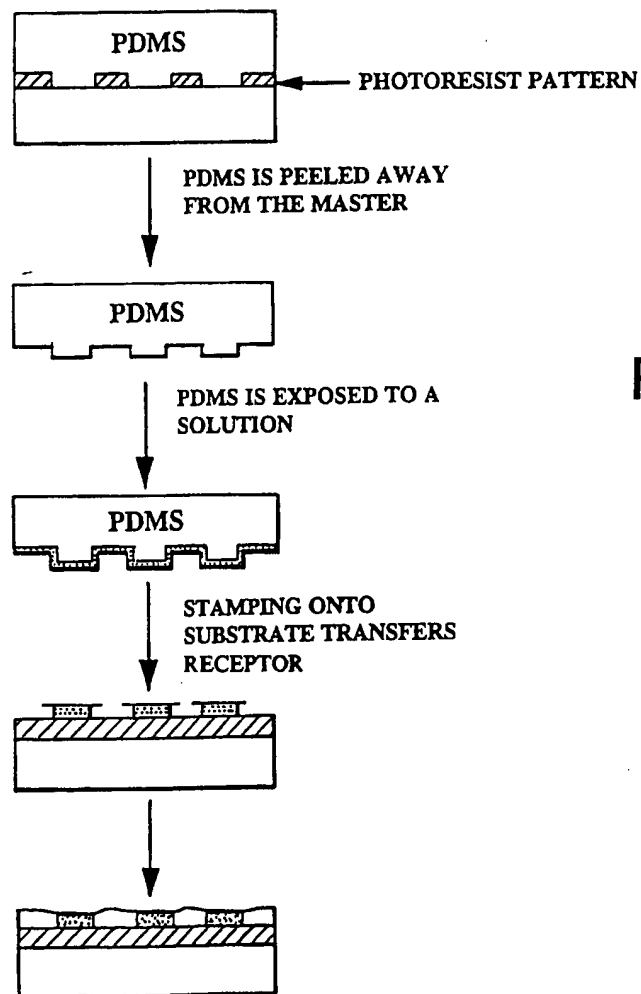 PDMS
PHOTORESIST PATTERN
PDMS IS PEELED AWAY
FROM THE MASTER
PDMS
PDMS IS EXPOSED TO A
SOLUTION
PDMS
STAMPING ONTO
SUBSTRATE TRANSFERS
RECEPTOR